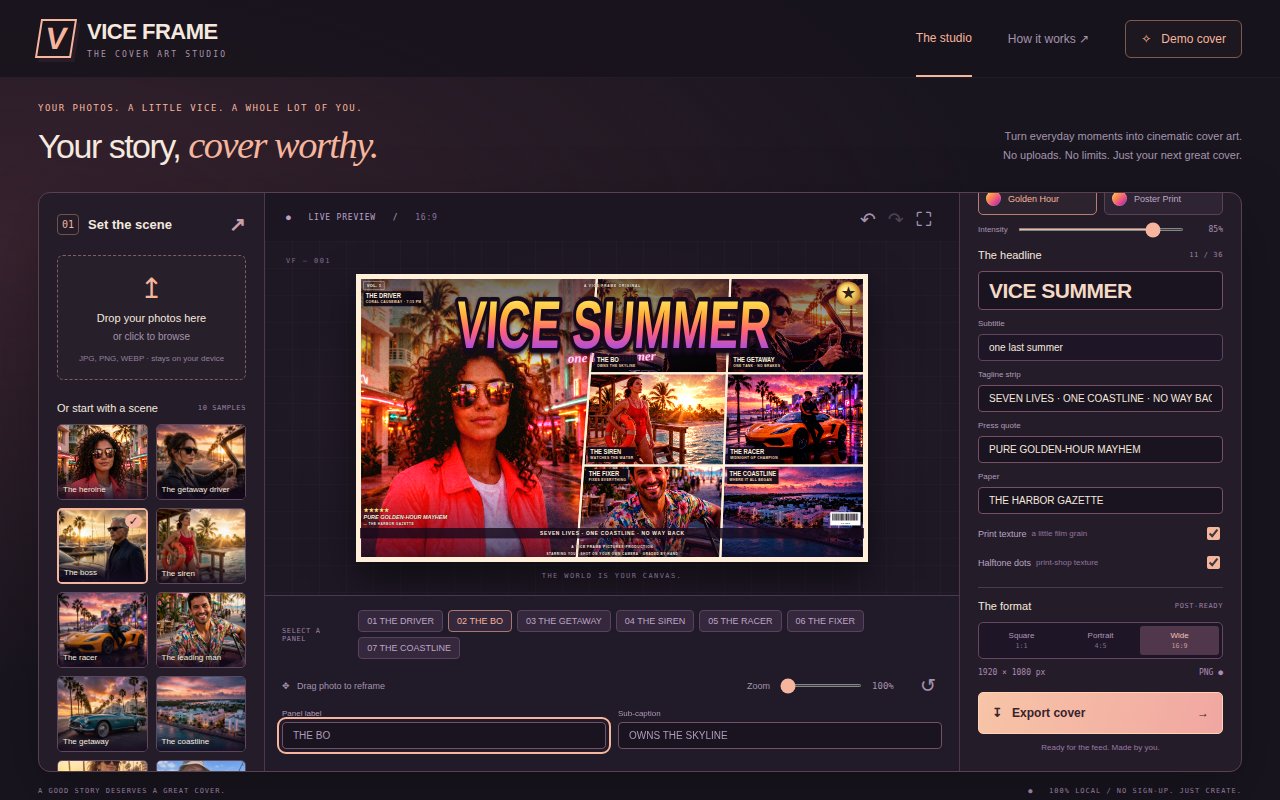 V VICE FRAME
THE COVER ART STUDIO
The studio
How it works ↗
Demo cover
YOUR PHOTOS. A LITTLE VICE. A WHOLE LOT OF YOU.
Your story, cover worthy.
Turn everyday moments into cinematic cover art.
No uploads. No limits. Just your next great cover.
01 Set the scene
Drop your photos here
or click to browse
JPG, PNG, WEBP · stays on your device
Or start with a scene
10 SAMPLES
The heroine
The getaway driver
The boss
The siren
The racer
The leading man
The getaway
The coastline
LIVE PREVIEW / 16:9
VF — 001
VOL. 1
A VICE FRAME ORIGINAL
THE DRIVER
CORAL CAUSEWAY · 7:15 PM
VICE SUMMER
one
mer
THE BO
OWNS THE SKYLINE
THE GETAWAY
ONE TANK · NO BRAKES
THE SIREN
WATCHES THE WATER
THE RACER
MIDNIGHT GP CHAMPION
THE FIXER
FIXES EVERYTHING
THE COASTLINE
WHERE IT ALL BEGAN
★★★★★
PURE GOLDEN-HOUR MAYHEM
— THE HARBOR GAZETTE
SEVEN LIVES · ONE COASTLINE · NO WAY BACK
A VICE FRAME PICTURES PRODUCTION
STARRING YOU · SHOT ON YOUR OWN CAMERA · GRADED BY HAND
THE WORLD IS YOUR CANVAS.
SELECT A
PANEL
01 THE DRIVER
02 THE BO
03 THE GETAWAY
04 THE SIREN
05 THE RACER
06 THE FIXER
07 THE COASTLINE
Drag photo to reframe
Zoom
100%
Panel label
Sub-caption
THE BO
OWNS THE SKYLINE
Golden Hour
Poster Print
Intensity
85%
The headline
11 / 36
VICE SUMMER
Subtitle
one last summer
Tagline strip
SEVEN LIVES · ONE COASTLINE · NO WAY BAC
Press quote
PURE GOLDEN-HOUR MAYHEM
Paper
THE HARBOR GAZETTE
Print texture a little film grain
Halftone dots print-shop texture
The format
POST-READY
Square
1:1
Portrait
4:5
Wide
16:9
1920 × 1080 px
PNG
Export cover →
Ready for the feed. Made by you.
A GOOD STORY DESERVES A GREAT COVER.
100% LOCAL / NO SIGN-UP. JUST CREATE.